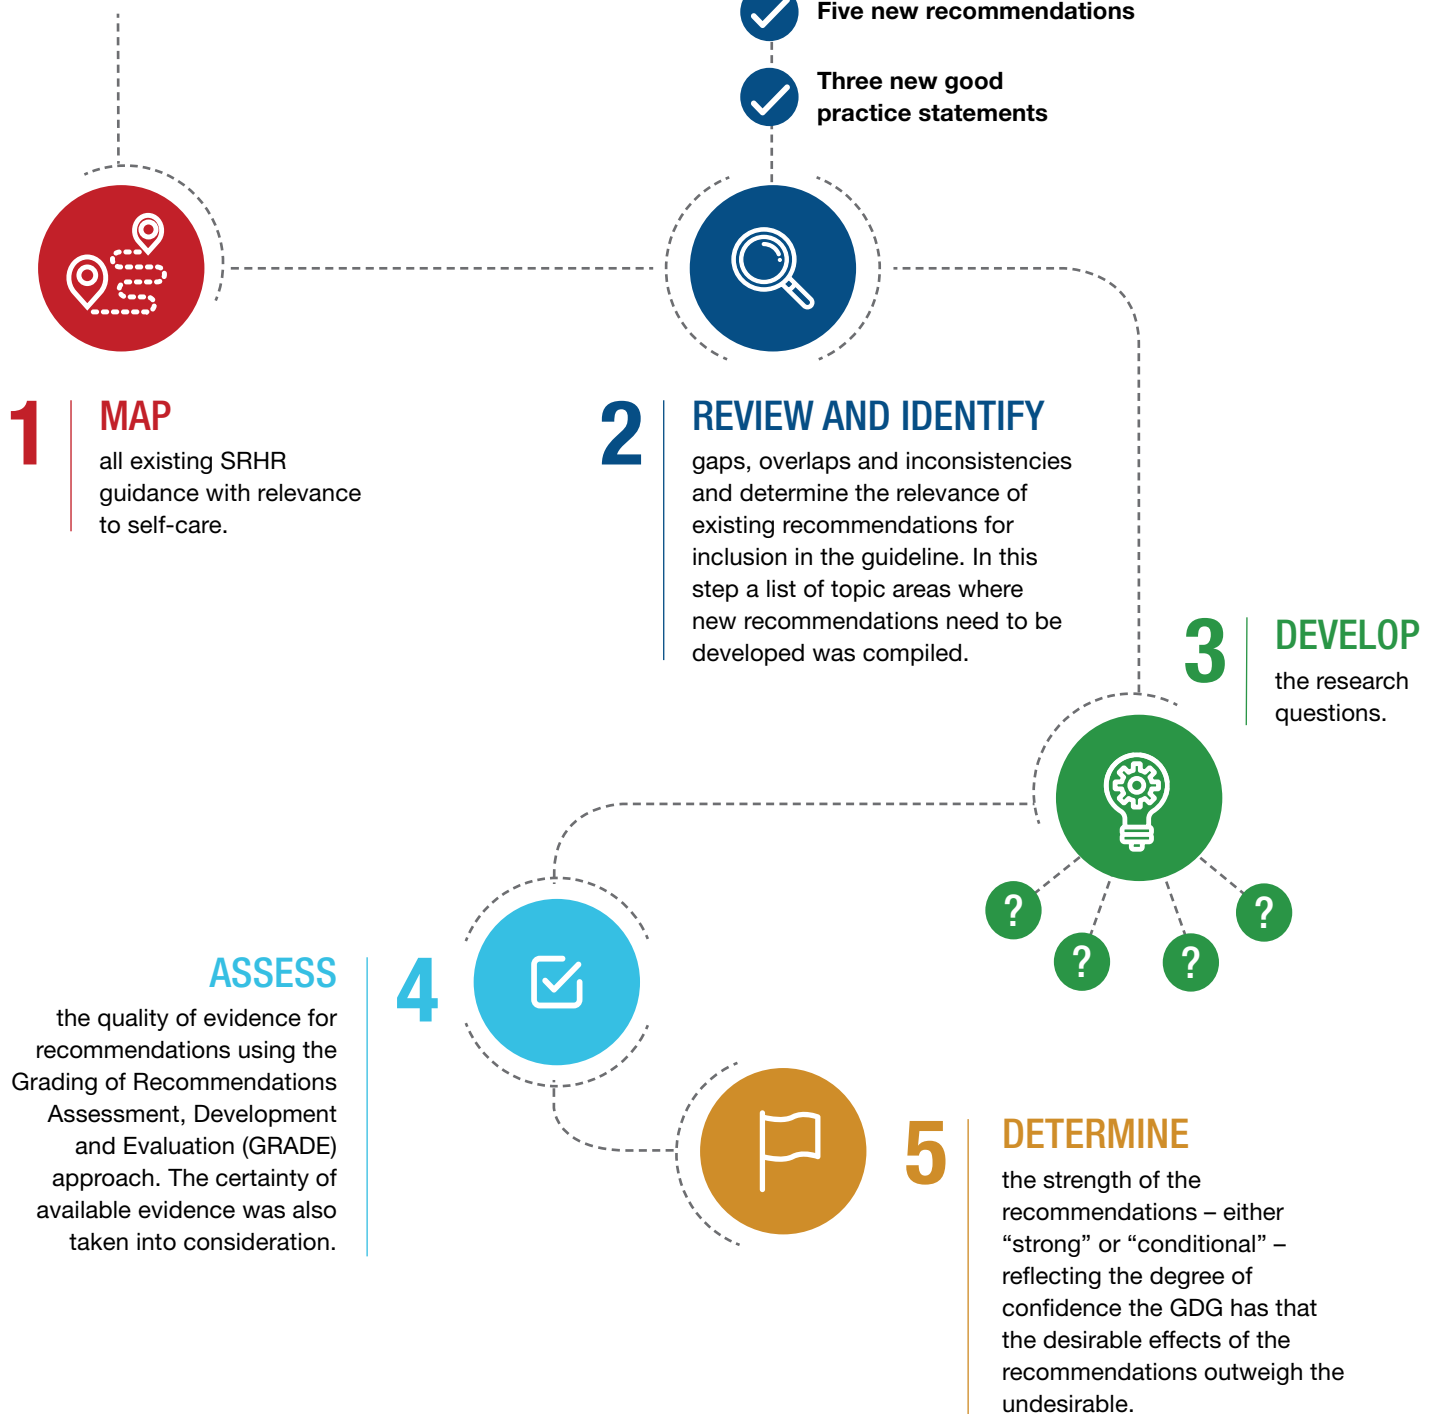 Five new recommendations
Three new good
practice statements
1
MAP
all existing SRHR
guidance with relevance
to self-care.
2
REVIEW AND IDENTIFY
gaps, overlaps and inconsistencies
and determine the relevance of
existing recommendations for
inclusion in the guideline. In this
step a list of topic areas where
new recommendations need to be
developed was compiled.
3
DEVELOP
the research
questions.
?
?
?
?
ASSESS
4
the quality of evidence for
recommendations using the
Grading of Recommendations
Assessment, Development
and Evaluation (GRADE)
approach. The certainty of
available evidence was also
taken into consideration.
5
DETERMINE
the strength of the
recommendations – either
“strong” or “conditional” –
reflecting the degree of
confidence the GDG has that
the desirable effects of the
recommendations outweigh the
undesirable.